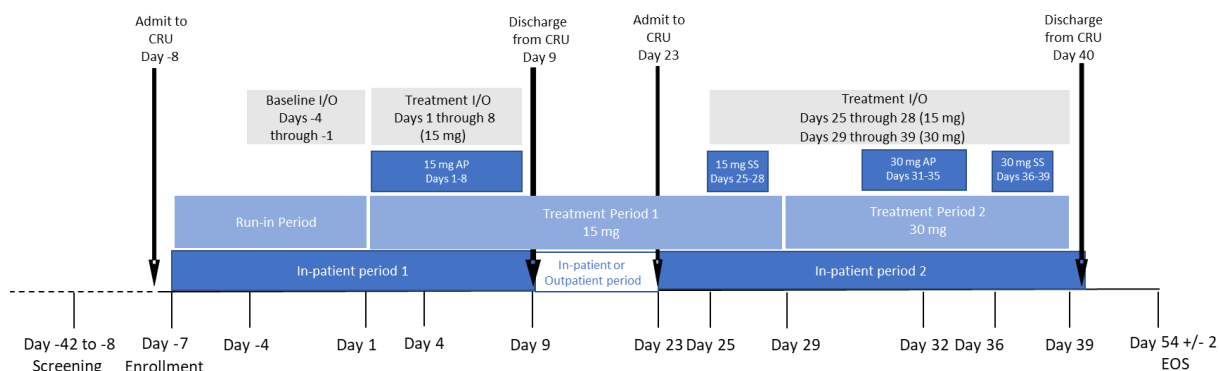 Admit to
CRU
Day -8
Discharge
from CRU
Day 9
Admit to
CRU
Day 23
Discharge
from CRU
Day 40
Baseline I/O
Days -4
through -1
Treatment I/O
Days 1 through 8
(15 mg)
Treatment I/O
Days 25 through 28 (15 mg)
Days 29 through 39 (30 mg)
15 mg AP
Days 1-8
15 mg SS
Days 25-28
30 mg AP
Days 31-35
30 mg SS
Days 36-39
Run-in Period
Treatment Period 1
15 mg
Treatment Period 2
30 mg
In-patient period 1
In-patient or
Outpatient period
In-patient period 2
Day -42 to -8
Screening
Day -7
Enrollment
Day -4
Day 1
Day 4
Day 9
Day 23
Day 25
Day 29
Day 32
Day 36
Day 39
Day 54 +/- 2
EOS